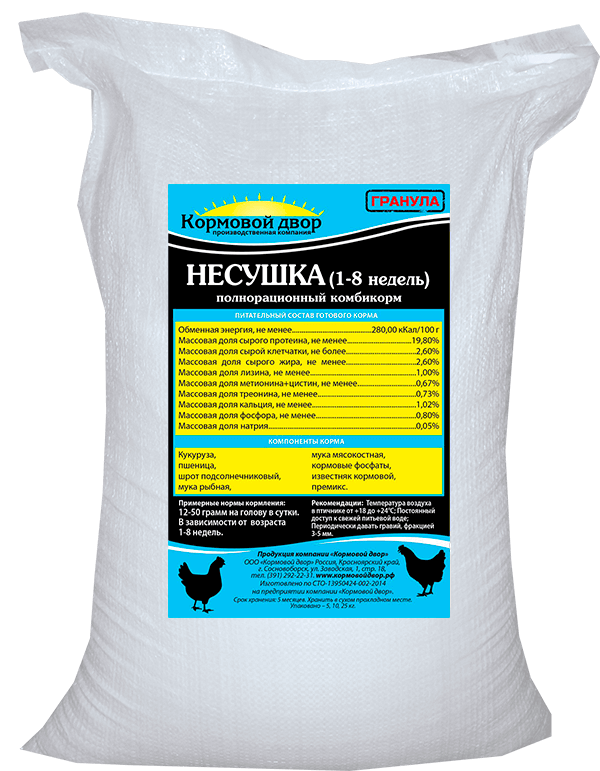 ГРАНУЛА
Кормовой двор
производственная компания
НЕСУШКА (1-8 недель)
полнорационный комбикорм
ПИТАТЕЛЬНЫЙ СОСТАВ ГОТОВОГО КОРМА
Обменная энергия, не менее.....280,00 кКал/100 г
Массовая доля сырого протеина, не менее.....19,80%
Массовая доля сырой клетчатки, не более.....2,60%
Массовая доля сырого жира, не менее.....2,60%
Массовая доля лизина, не менее.....1,00%
Массовая доля метионина+цистин, не менее.....0,67%
Массовая доля треонина, не менее.....0,73%
Массовая доля кальция, не менее.....1,02%
Массовая доля фосфора, не менее.....0,80%
Массовая доля натрия.....0,05%
КОМПОНЕНТЫ КОРМА
Кукуруза,
пшеница,
шрот подсолнечниковый,
мука рыбная,
мука мясокостная,
кормовые фосфаты,
известняк кормовой,
премикс.
Примерные нормы кормления:
12-50 грамм на голову в сутки.
В зависимости от возраста
1-8 недель.
Рекомендации: Температура воздуха
в птичнике от +18 до +24°С; Постоянный
доступ к свежей питьевой воде;
Периодически давать гравий, фракцией
3-5 мм.
Продукция компании «Кормовой двор»
ООО «Кормовой двор» Россия, Красноярский край,
г. Сосновоборск, ул. Заводская, 1, стр. 18,
тел. (391) 292-22-31. www.кормовойдвор.рф
Изготовлено по СТО-13950424-002-2014
на предприятии компании «Кормовой двор».
Срок хранения: 5 месяцев. Хранить в сухом прохладном месте.
Упаковано – 5, 10, 25 кг.